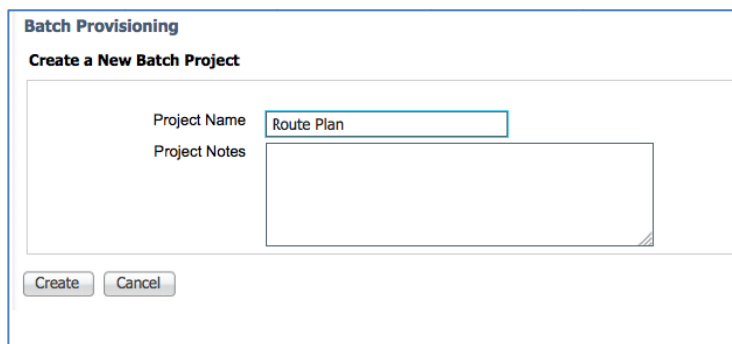 Batch Provisioning
Create a New Batch Project
Project Name Route Plan
Project Notes
Create Cancel